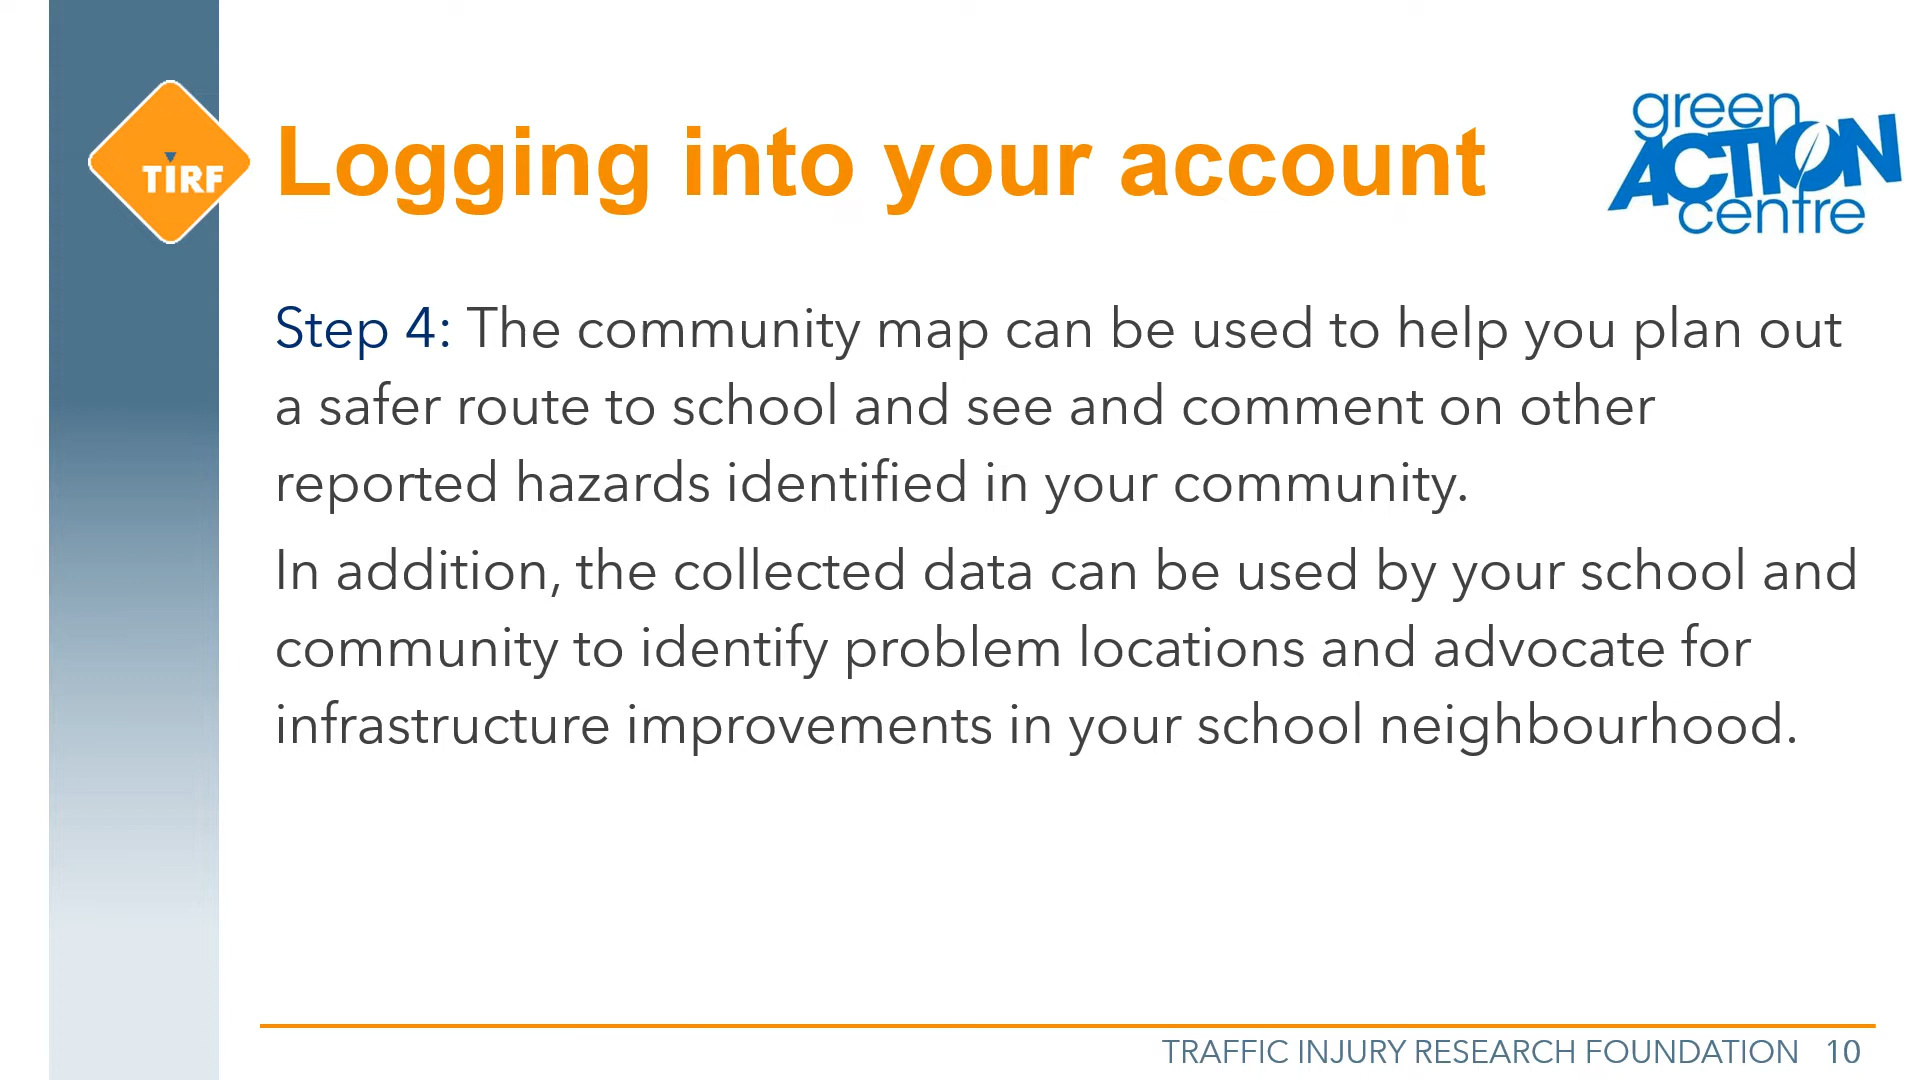 TIRF
Logging into your account
green
ACTION
centre
Step 4: The community map can be used to help you plan out
a safer route to school and see and comment on other
reported hazards identified in your community.
In addition, the collected data can be used by your school and
community to identify problem locations and advocate for
infrastructure improvements in your school neighbourhood.
TRAFFIC INJURY RESEARCH FOUNDATION 10